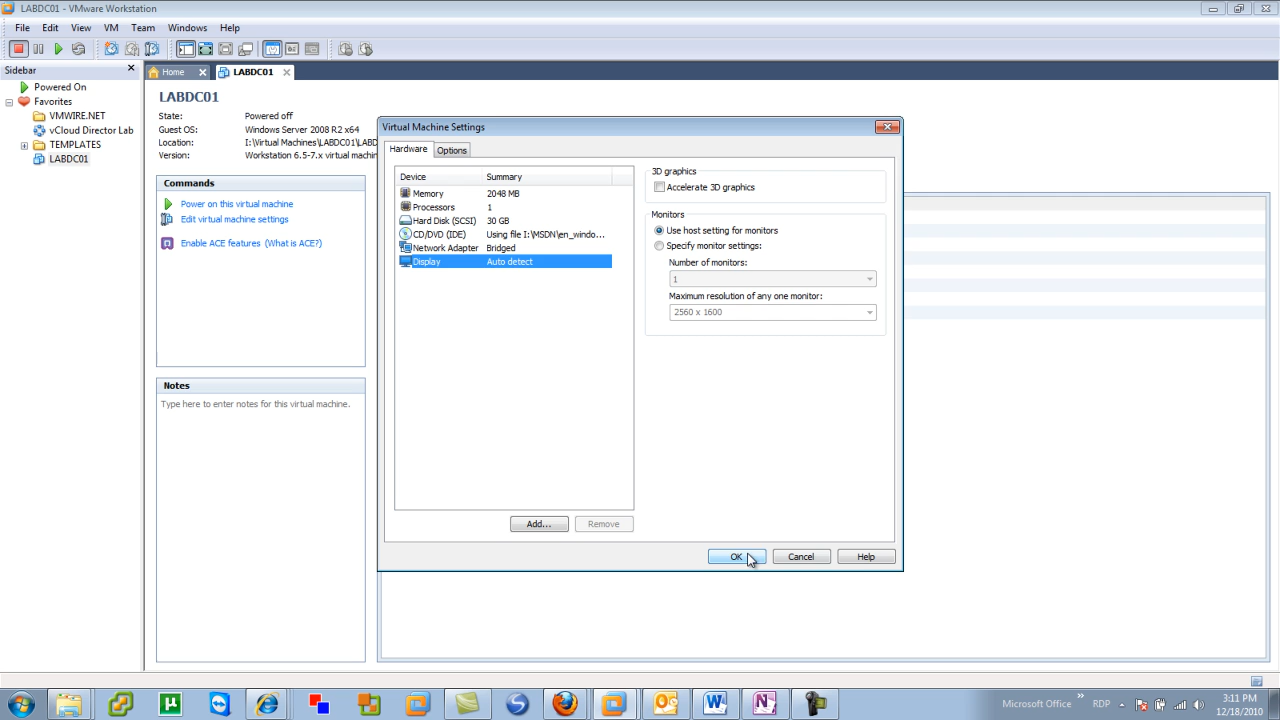 LABDC01 - VMware Workstation
File Edit View VM Team Windows Help
Sidebar
Powered On
Favorites
VMWIRE.NET
vCloud Director Lab
TEMPLATES
LABDC01
Home
LABDC01
LABDC01
State: Powered off
Guest OS: Windows Server 2008 R2 x64
Location: I:\Virtual Machines\LABDC01\LABD
Version: Workstation 6.5-7.x virtual machin
Commands
Power on this virtual machine
Edit virtual machine settings
Enable ACE features (What is ACE?)
Notes
Type here to enter notes for this virtual machine.
Virtual Machine Settings
Hardware Options
Device Summary
Memory 2048 MB
Processors 1
Hard Disk (SCSI) 30 GB
CD/DVD (IDE) Using file I:\MSDN\en_windo...
Network Adapter Bridged
Display Auto detect
Add... Remove
3D graphics
Accelerate 3D graphics
Monitors
Use host setting for monitors
Specify monitor settings:
Number of monitors:
1
Maximum resolution of any one monitor:
2560 x 1600
OK Cancel Help
Microsoft Office
RDP
3:11 PM
12/18/2010